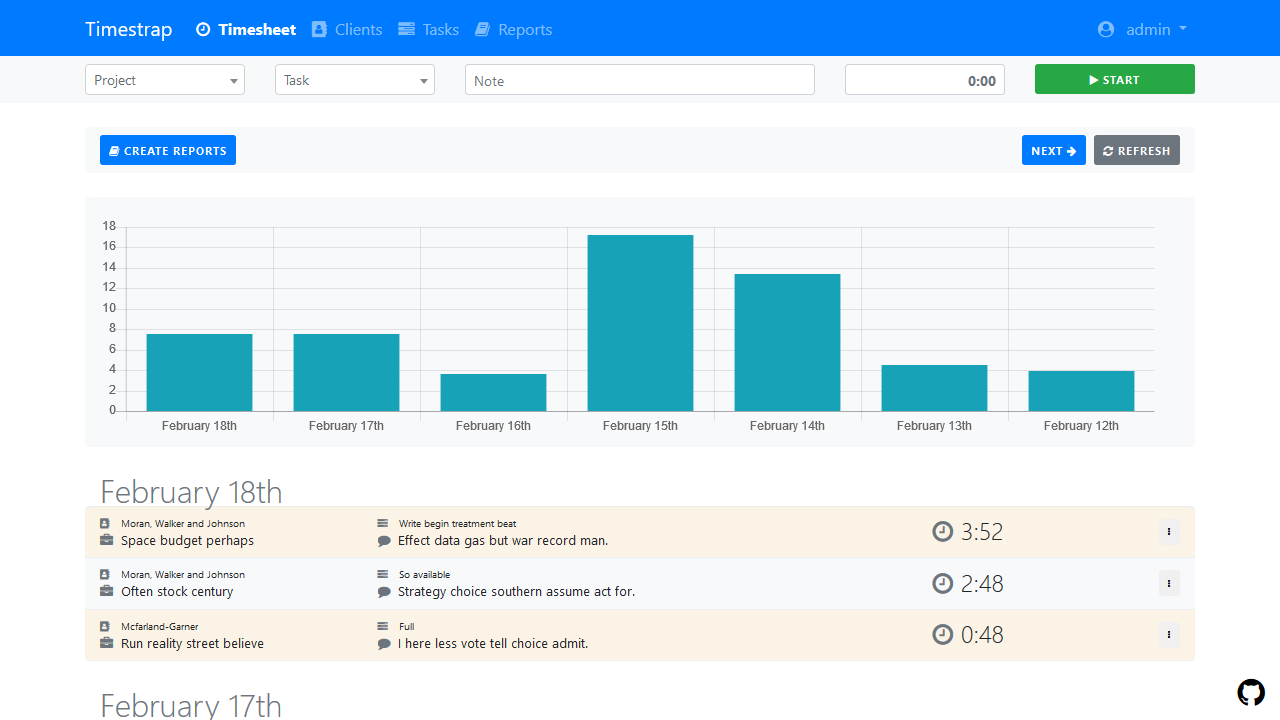 Timestrap Timesheet Clients Tasks Reports admin
Project Task Note 0:00 START
CREATE REPORTS NEXT REFRESH
18
16
14
12
10
8
6
4
2
0
February 18th February 17th February 16th February 15th February 14th February 13th February 12th
February 18th
Moran, Walker and Johnson Write begin treatment beat
Space budget perhaps Effect data gas but war record man. 3:52
Moran, Walker and Johnson So available
Often stock century Strategy choice southern assume act for. 2:48
Mcfarland-Garner Full
Run reality street believe I here less vote tell choice admit. 0:48
February 17th